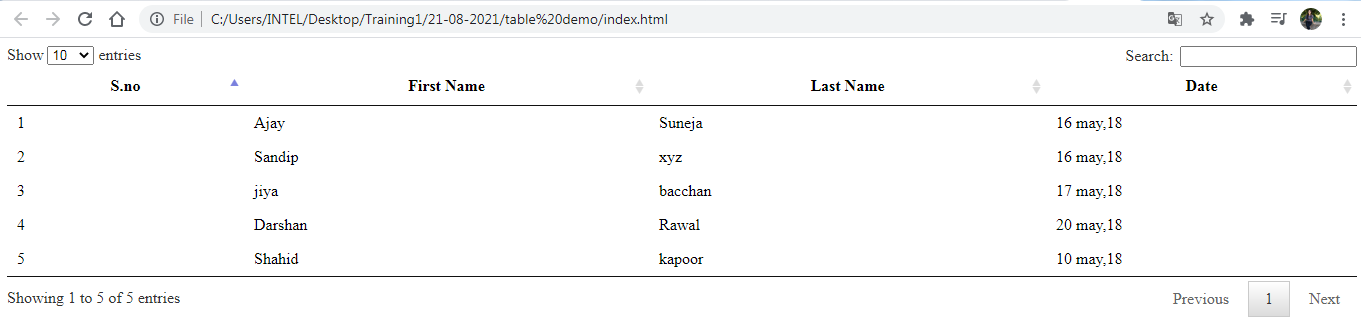 File C:/Users/INTEL/Desktop/Training1/21-08-2021/table%20demo/index.html
Show 10 entries Search:
S.no First Name Last Name Date
1 Ajay Suneja 16 may,18
2 Sandip xyz 16 may,18
3 jiya bacchan 17 may,18
4 Darshan Rawal 20 may,18
5 Shahid kapoor 10 may,18
Showing 1 to 5 of 5 entries Previous 1 Next